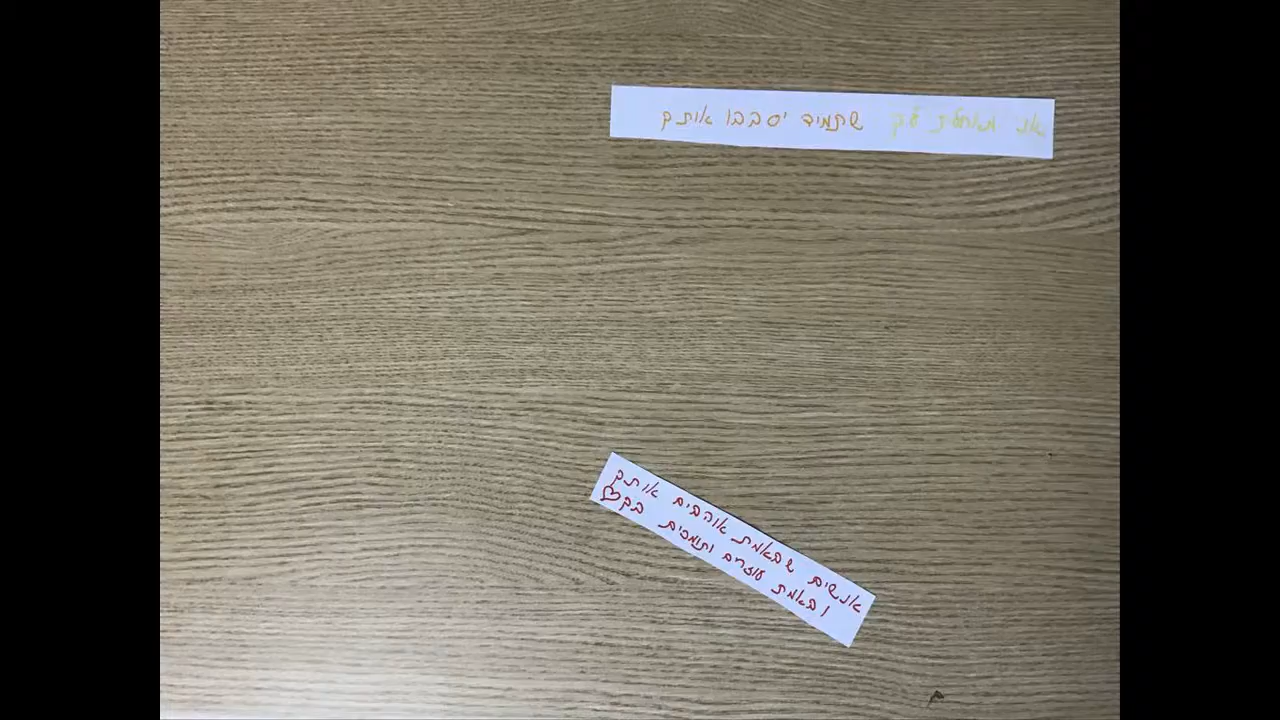 אני מאחלת לך שתמיד יסבבו אותך
אנשים שבאמת אוהבים אותך
ובאמת עוזרים ותומכים בך♡